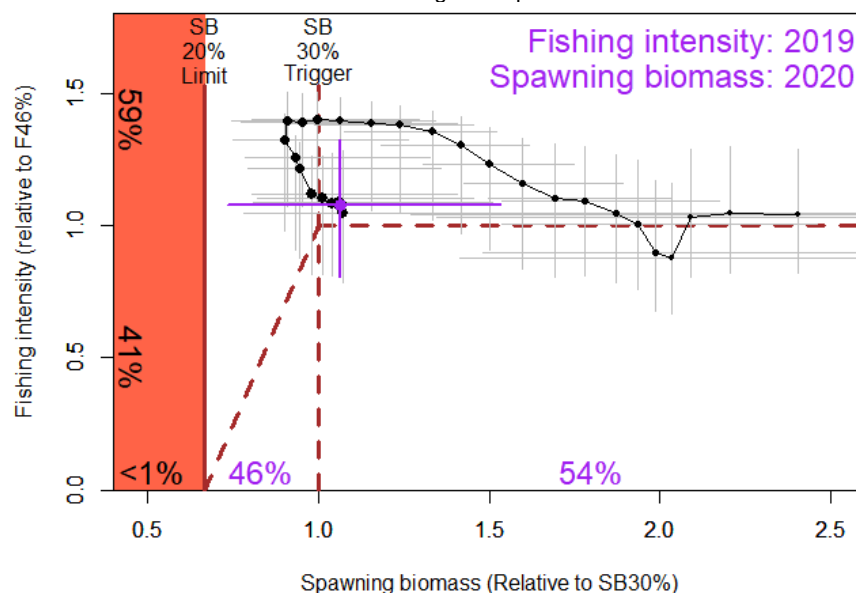 SB
20%
Limit
SB
30%
Trigger
Fishing intensity: 2019
Spawning biomass: 2020
Fishing intensity (relative to F46%)
1.5
1.0
0.5
0.0
59%
41%
<1%
46%
54%
0.5
1.0
1.5
2.0
2.5
Spawning biomass (Relative to SB30%)